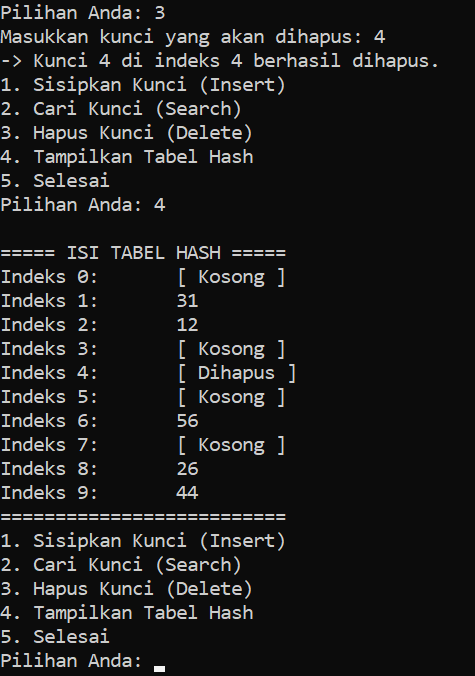 Pilihan Anda: 3
Masukkan kunci yang akan dihapus: 4
-> Kunci 4 di indeks 4 berhasil dihapus.
1. Sisipkan Kunci (Insert)
2. Cari Kunci (Search)
3. Hapus Kunci (Delete)
4. Tampilkan Tabel Hash
5. Selesai
Pilihan Anda: 4

===== ISI TABEL HASH =====
Indeks 0:       [ Kosong ]
Indeks 1:       31
Indeks 2:       12
Indeks 3:       [ Kosong ]
Indeks 4:       [ Dihapus ]
Indeks 5:       [ Kosong ]
Indeks 6:       56
Indeks 7:       [ Kosong ]
Indeks 8:       26
Indeks 9:       44
==========================
1. Sisipkan Kunci (Insert)
2. Cari Kunci (Search)
3. Hapus Kunci (Delete)
4. Tampilkan Tabel Hash
5. Selesai
Pilihan Anda: